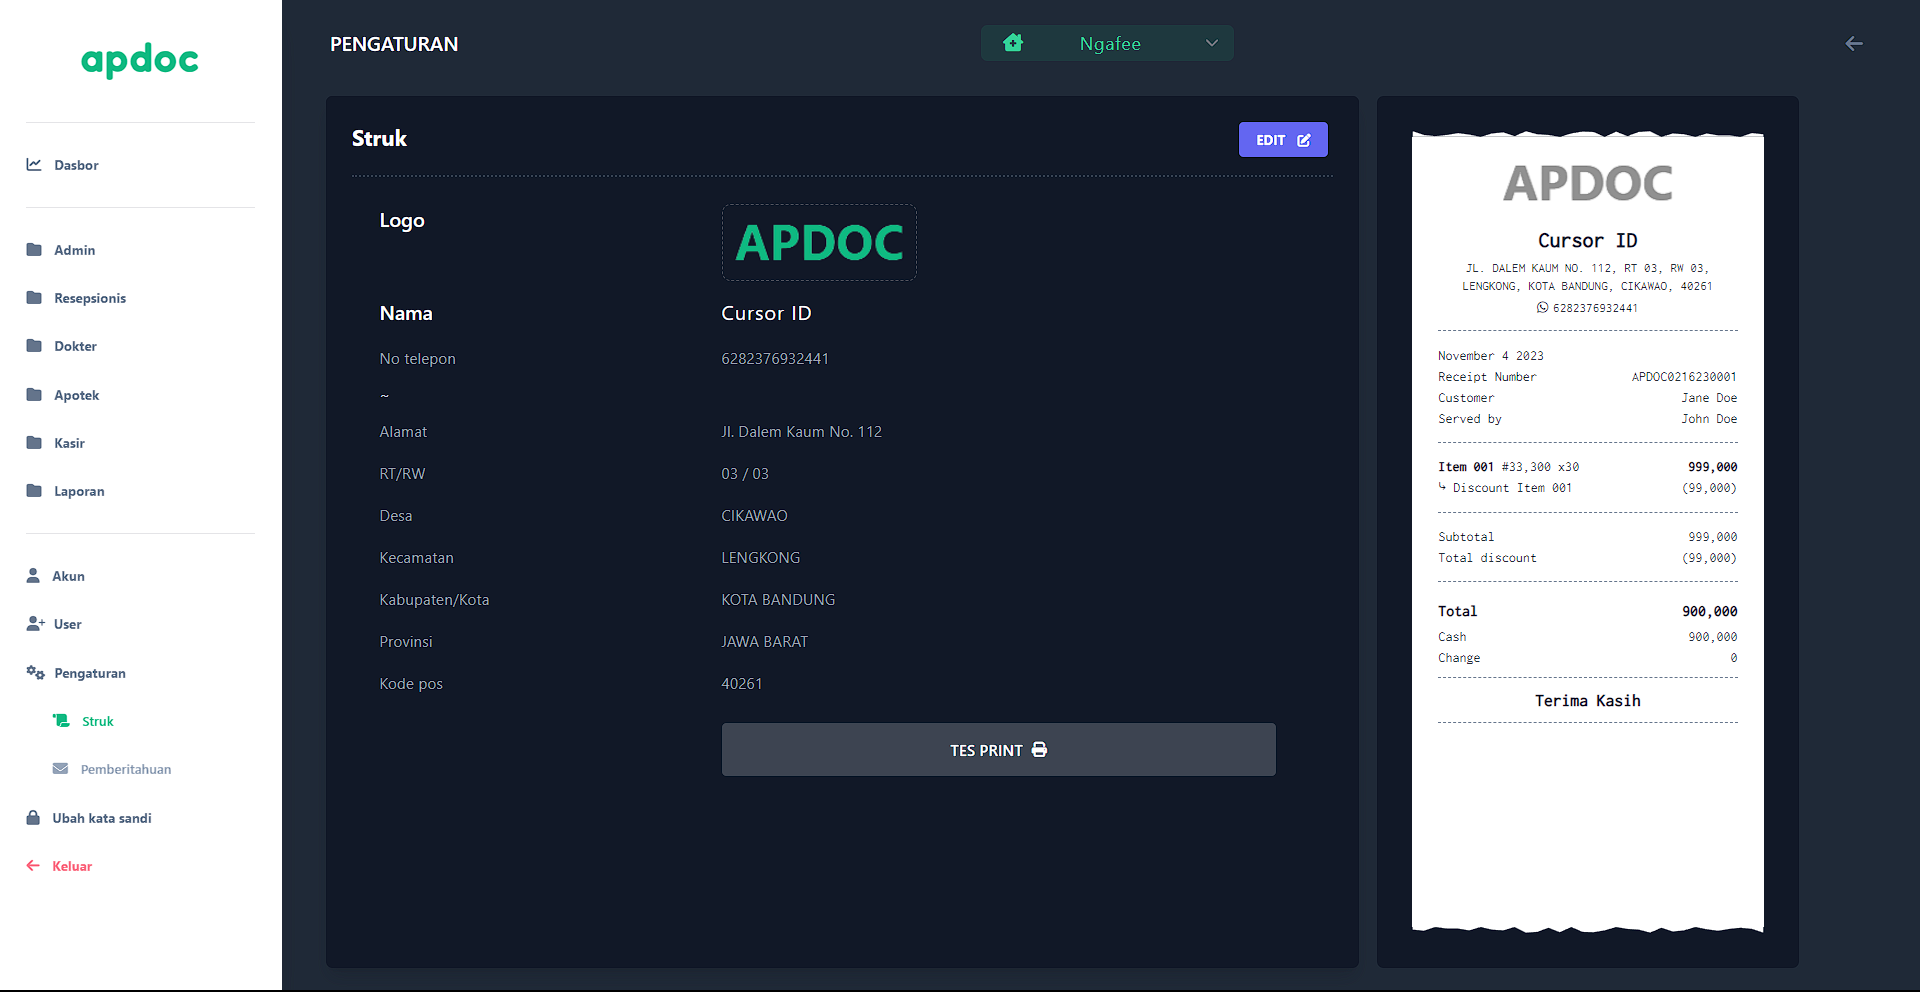 apdoc
Dasbor
Admin
Resepsionis
Dokter
Apotek
Kasir
Laporan
Akun
User
Pengaturan
Struk
Pemberitahuan
Ubah kata sandi
Keluar
PENGATURAN
Ngafee
Struk
EDIT
Logo
APDOC
Nama Cursor ID
No telepon 6282376932441
~
Alamat Jl. Dalem Kaum No. 112
RT/RW 03 / 03
Desa CIKAWAO
Kecamatan LENGKONG
Kabupaten/Kota KOTA BANDUNG
Provinsi JAWA BARAT
Kode pos 40261
TES PRINT
APDOC
Cursor ID
JL. DALEM KAUM NO. 112, RT 03, RW 03,
LENGKONG, KOTA BANDUNG, CIKAWAO, 40261
6282376932441
November 4 2023
Receipt Number APDOC0216230001
Customer Jane Doe
Served by John Doe
Item 001 #33,300 x30 999,000
↳ Discount Item 001 (99,000)
Subtotal 999,000
Total discount (99,000)
Total 900,000
Cash 900,000
Change 0
Terima Kasih